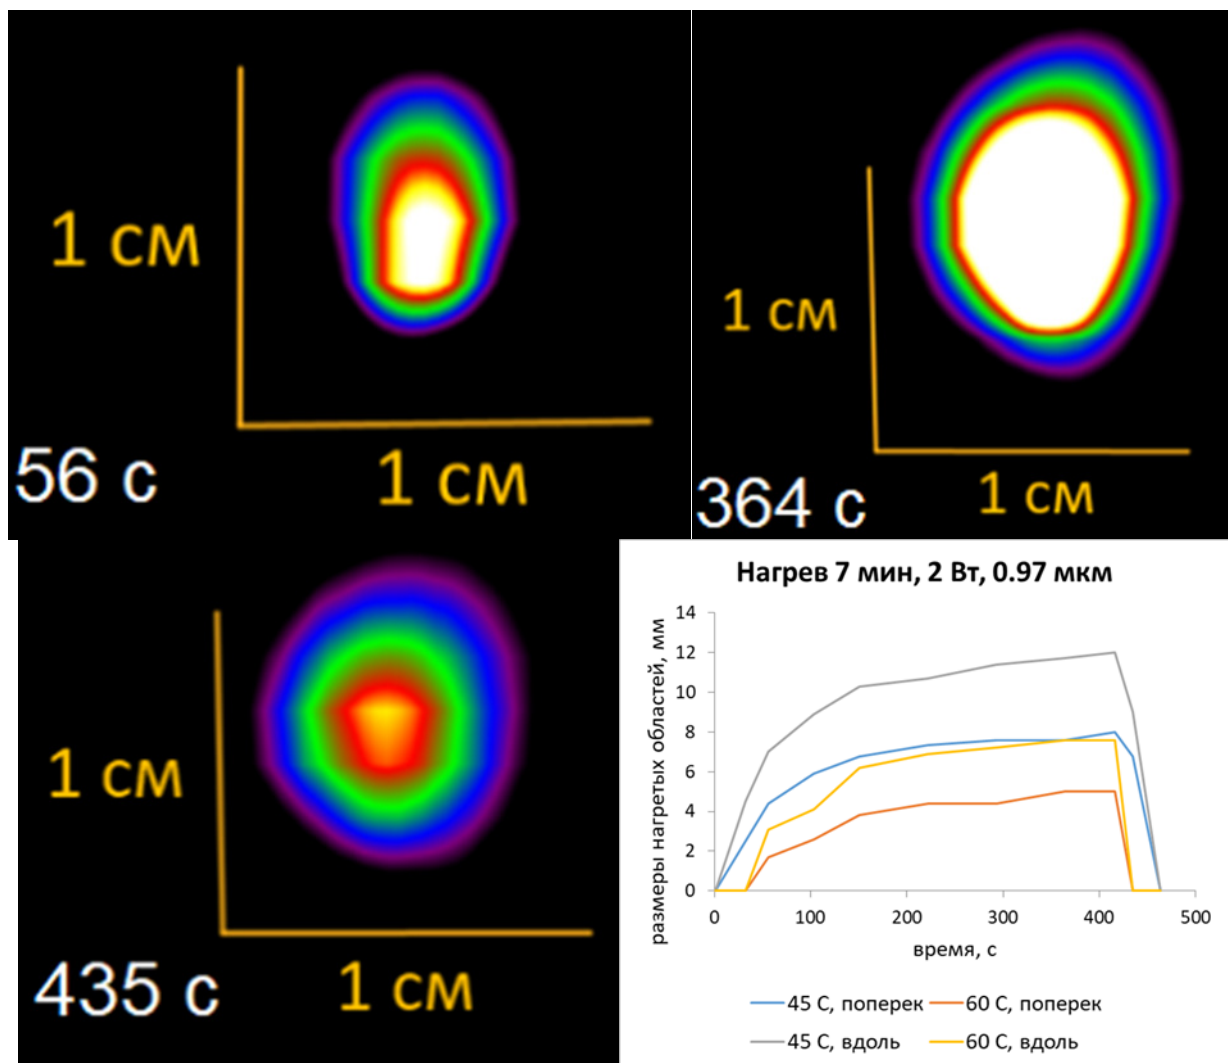 1 см
56 с
1 см
1 см
364 с
1 см
1 см
435 с
1 см
Нагрев 7 мин, 2 Вт, 0.97 мкм
размеры нагретых областей, мм
14
12
10
8
6
4
2
0
0 100 200 300 400 500
время, с
45 С, поперек 60 С, поперек
45 С, вдоль 60 С, вдоль